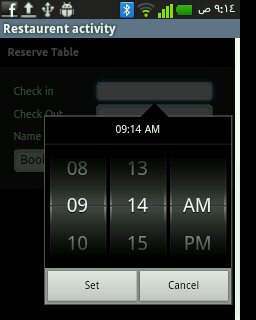 ٩:١٤ ص
Restaurent activity
Reserve Table
Check in
Check Out
Name
Boo
09:14 AM
08 13
09 14 AM
10 15 PM
Set Cancel